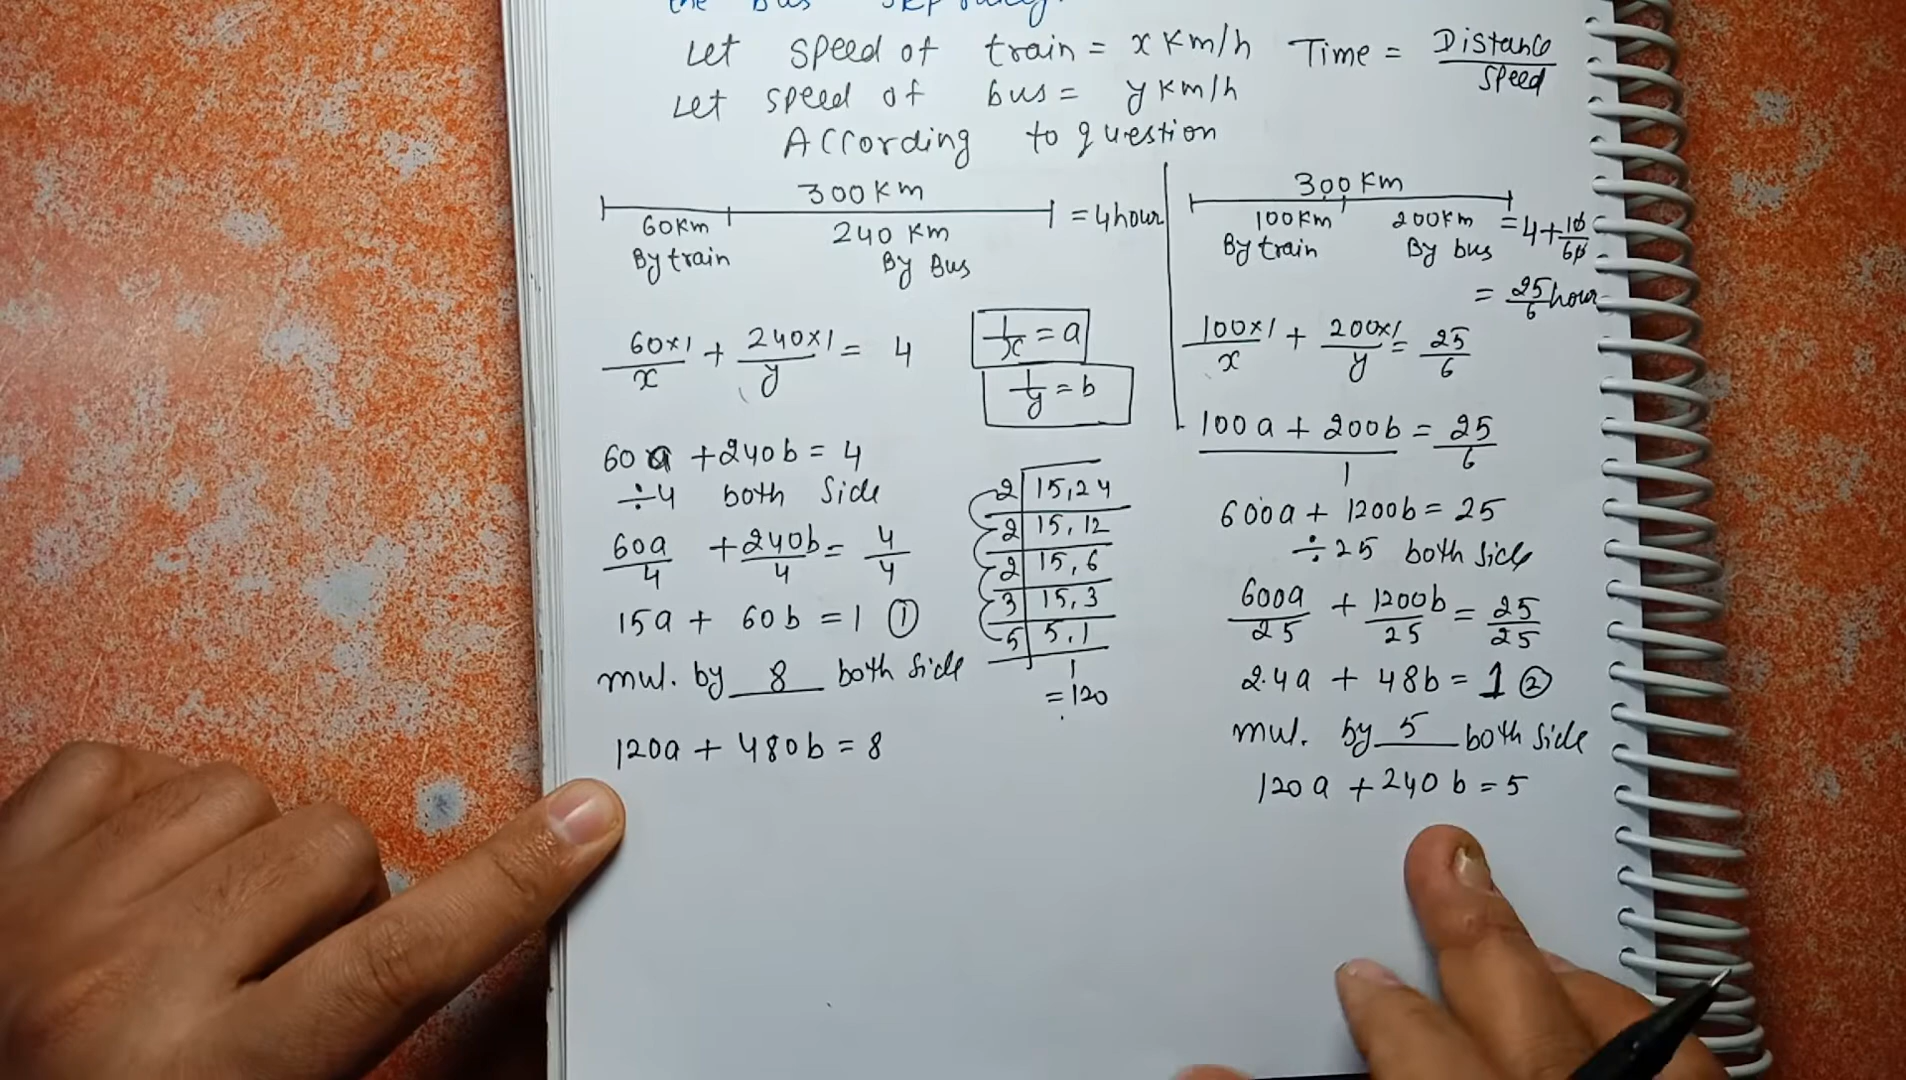 the Bus
Let speed of train = x Km/h Time = Distance/Speed
Let speed of bus = y Km/h
According to question
300 Km
60Km 240 Km = 4 hour
By train By Bus
60×1/x + 240×1/y = 4
1/x = a
1/y = b
60a + 240b = 4
÷4 both Side
60a/4 + 240b/4 = 4/4
15a + 60b = 1 ①
mul. by 8 both Side
120a + 480b = 8
2 | 15,24
2 | 15,12
2 | 15,6
3 | 15,3
5 | 5,1
1
= 120
300 Km
100Km 200Km = 4+10/60
By train By bus
= 25/6 hour
100×1/x + 200×1/y = 25/6
100a + 200b/1 = 25/6
600a + 1200b = 25
÷25 both Side
600a/25 + 1200b/25 = 25/25
24a + 48b = 1 ②
mul. by 5 both Side
120a + 240b = 5